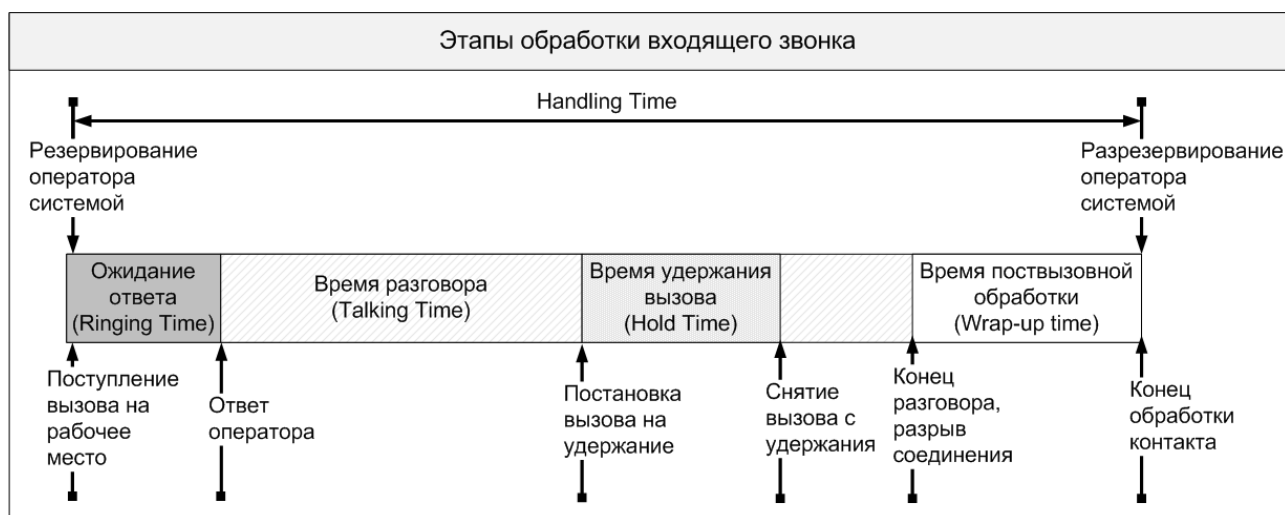 Этапы обработки входящего звонка
Handling Time
Резервирование
оператора
системой
Разрезервирование
оператора
системой
Ожидание
ответа
(Ringing Time)
Время разговора
(Talking Time)
Время удержания
вызова
(Hold Time)
Время поствызовной
обработки
(Wrap-up time)
Поступление
вызова на
рабочее
место
Ответ
оператора
Постановка
вызова на
удержание
Снятие
вызова с
удержания
Конец
разговора,
разрыв
соединения
Конец
обработки
контакта